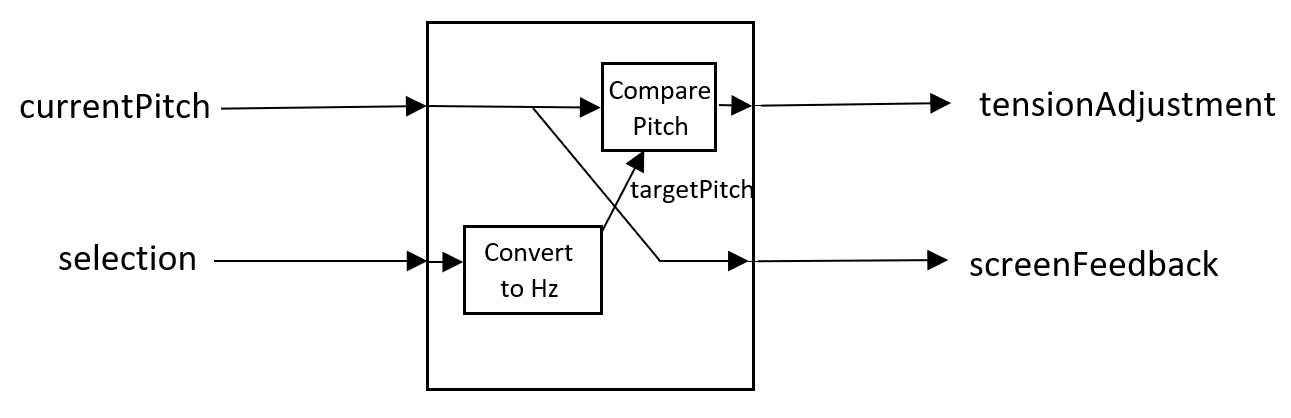 currentPitch
Compare
Pitch
tensionAdjustment
targetPitch
selection
Convert
to Hz
screenFeedback